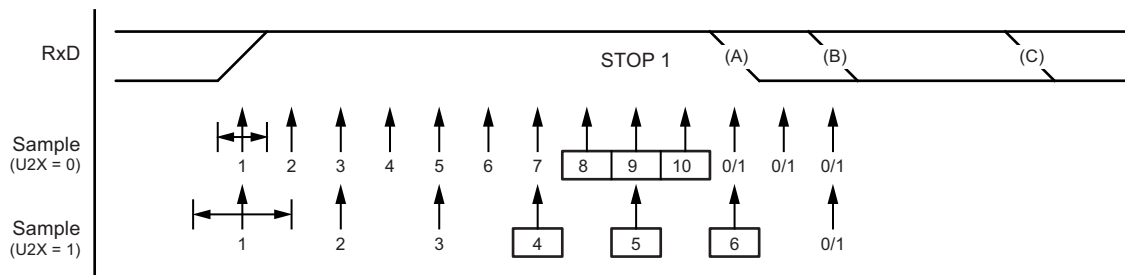 RxD STOP 1 (A) (B) (C)
Sample
(U2X = 0)
1 2 3 4 5 6 7 8 9 10 0/1 0/1 0/1
Sample
(U2X = 1)
1 2 3 4 5 6 0/1